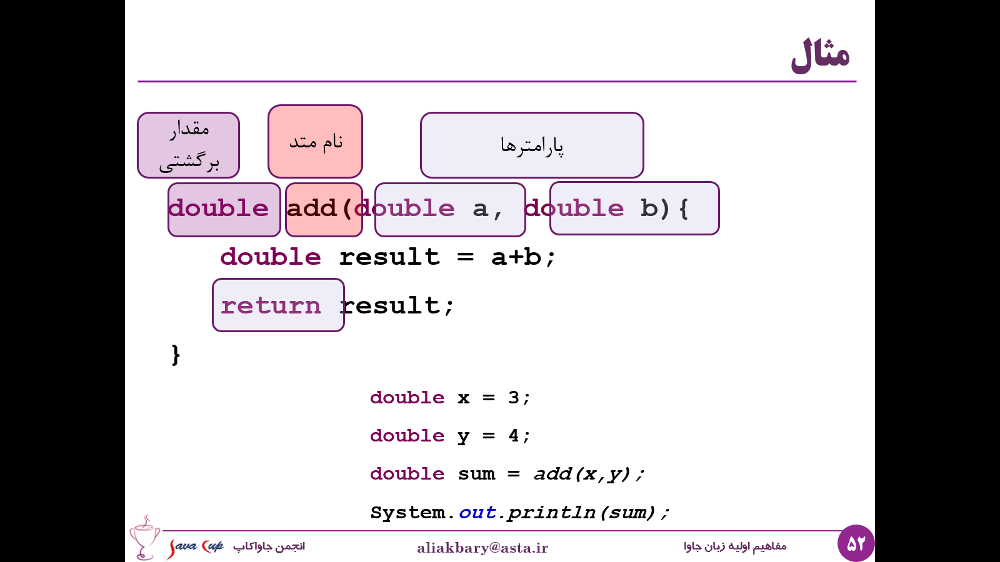 مثال
مقدار
برگشتی
نام متد
پارامترها
double add(double a, double b){
double result = a+b;
return result;
}
double x = 3;
double y = 4;
double sum = add(x,y);
System.out.println(sum);
Java Cup
انجمن جاواکاپ
aliakbary@asta.ir
مفاهیم اولیه زبان جاوا
۵۲